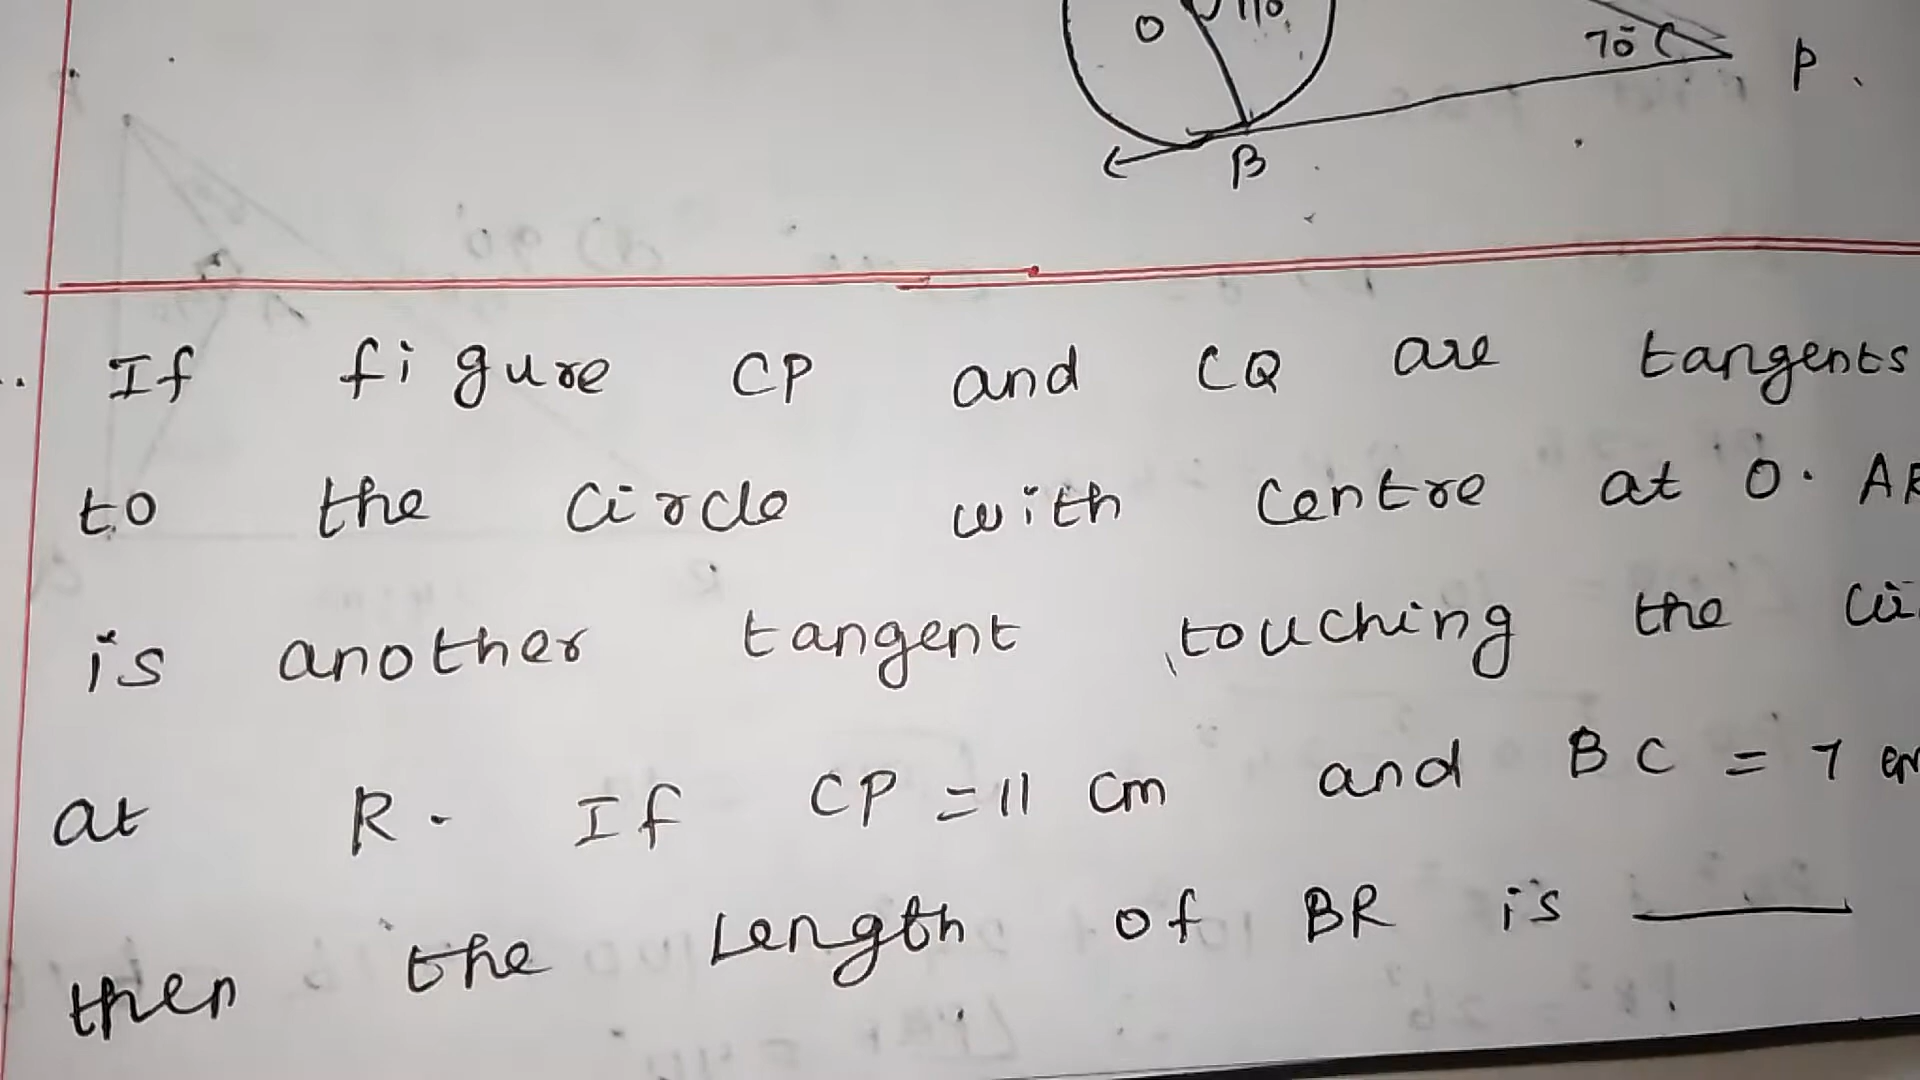 O 110
70 P.
B
If figure CP and CQ are tangents
to the Circle with Centre at O.
is another tangent touching the
at R. If CP = 11 cm and BC = 7 cm
then the Length of BR is